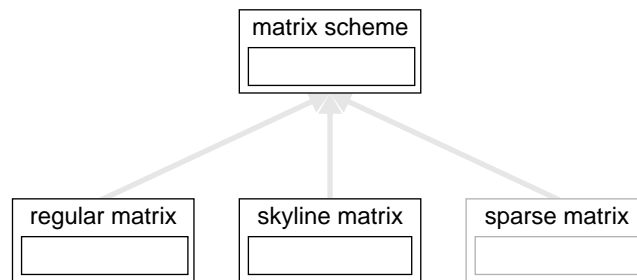 matrix scheme
regular matrix
skyline matrix
sparse matrix